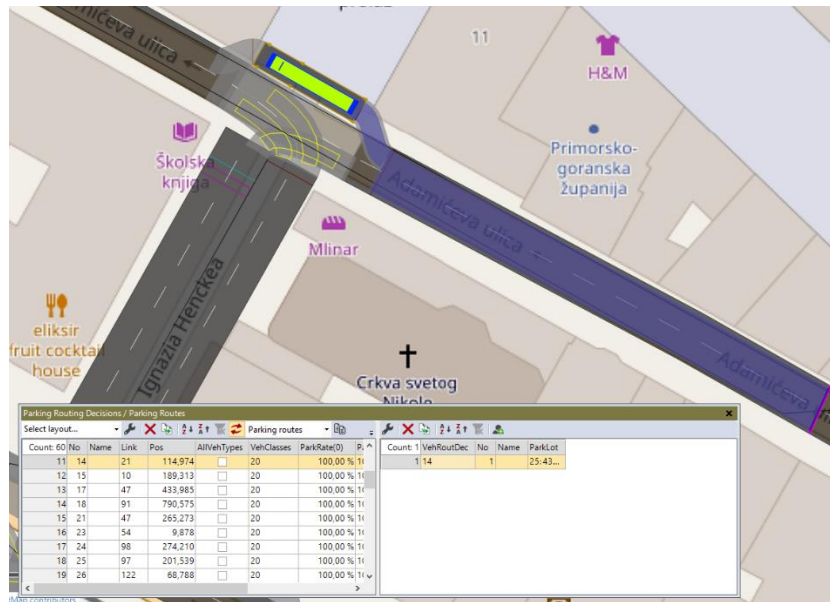 Adamićeva ulica
11
H&M
Školska
knjiga
Primorsko-
goranska
županija
Adamićeva ulica
Mlinar
Ignazia Henckea
eliksir
fruit cocktail
house
Crkva svetog
Nikole
Adamićeva
Parking Routing Decisions / Parking Routes
Select layout... Parking routes
Count: 60 No Name Link Pos AllVehTypes VehClasses ParkRate(0)
11 14 21 114,974 20 100,00 %
12 15 10 189,313 20 100,00 %
13 17 47 433,985 20 100,00 %
14 18 91 790,575 20 100,00 %
15 21 47 265,273 20 100,00 %
16 23 54 9,878 20 100,00 %
17 24 98 274,210 20 100,00 %
18 25 97 201,539 20 100,00 %
19 26 122 68,788 20 100,00 %
Count: 1 VehRoutDec No Name ParkLot
1 14 1 25:43...